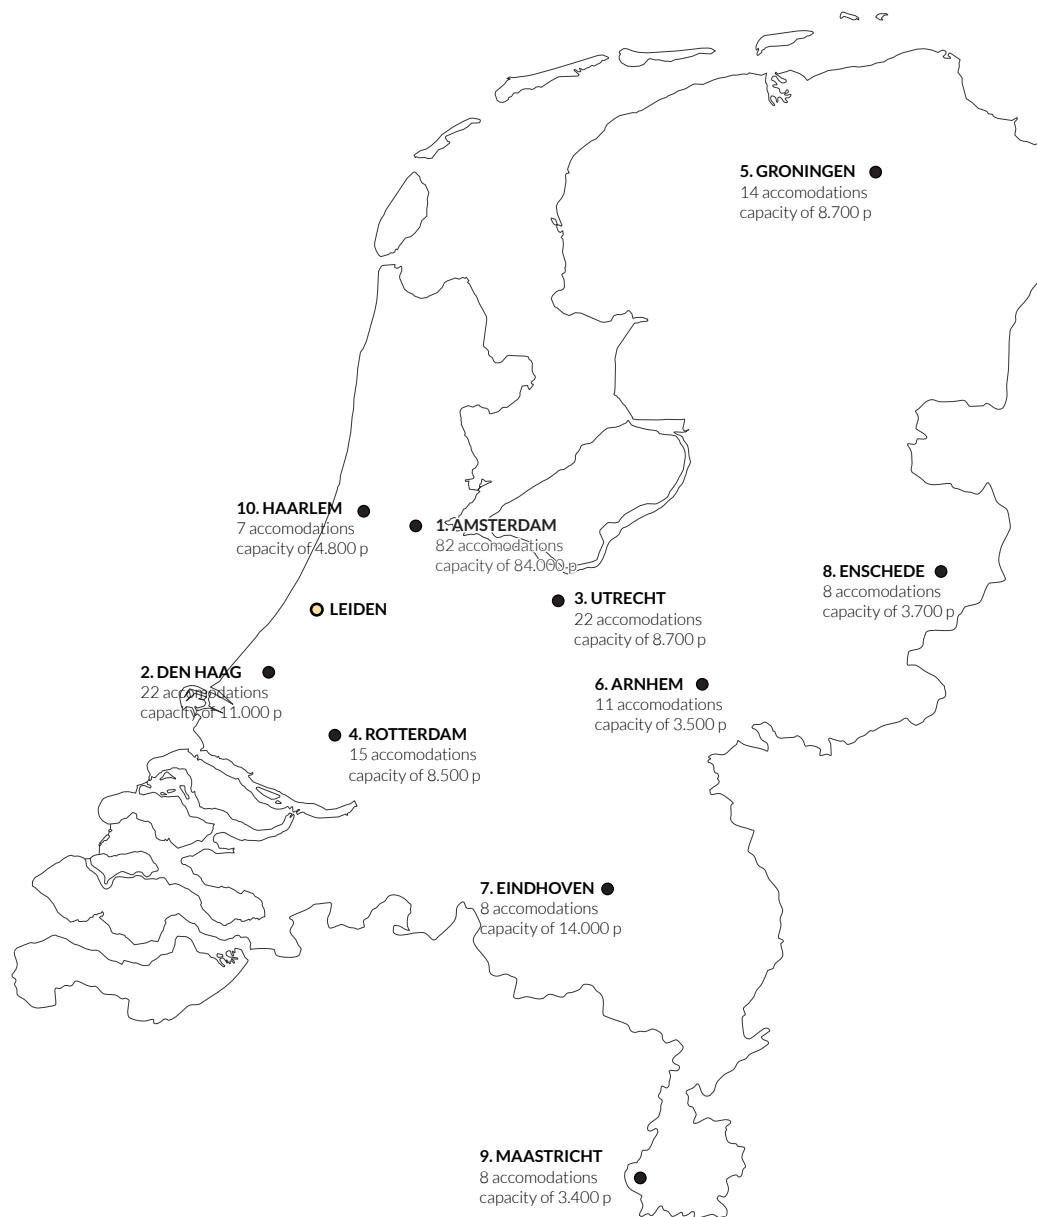 5. GRONINGEN
14 accomodations
capacity of 8.700 p
10. HAARLEM
7 accomodations
capacity of 4.800 p
1. AMSTERDAM
82 accomodations
capacity of 84.000 p
8. ENSCHEDE
8 accomodations
capacity of 3.700 p
3. UTRECHT
22 accomodations
capacity of 8.700 p
LEIDEN
2. DEN HAAG
22 accomodations
capacity of 11.000 p
6. ARNHEM
11 accomodations
capacity of 3.500 p
4. ROTTERDAM
15 accomodations
capacity of 8.500 p
7. EINDHOVEN
8 accomodations
capacity of 14.000 p
9. MAASTRICHT
8 accomodations
capacity of 3.400 p